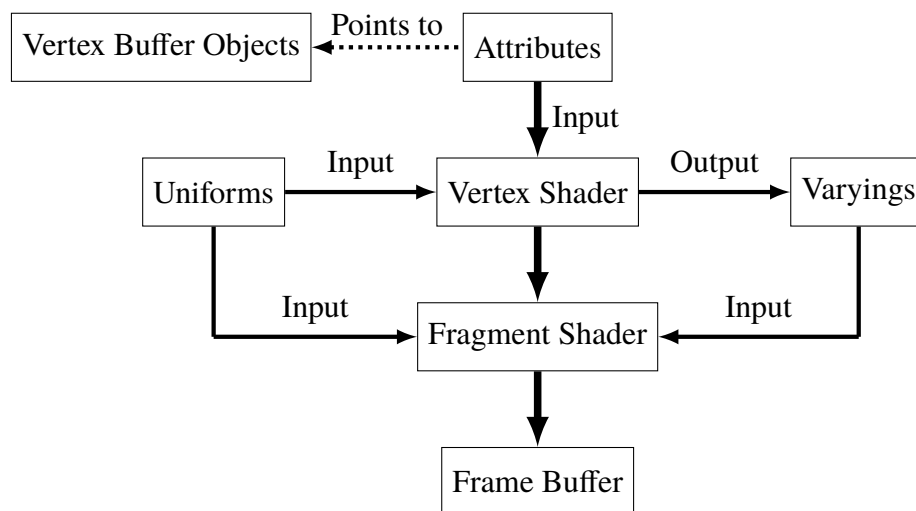 Vertex Buffer Objects
Points to
Attributes
Input
Uniforms
Input
Vertex Shader
Output
Varyings
Input
Fragment Shader
Input
Frame Buffer